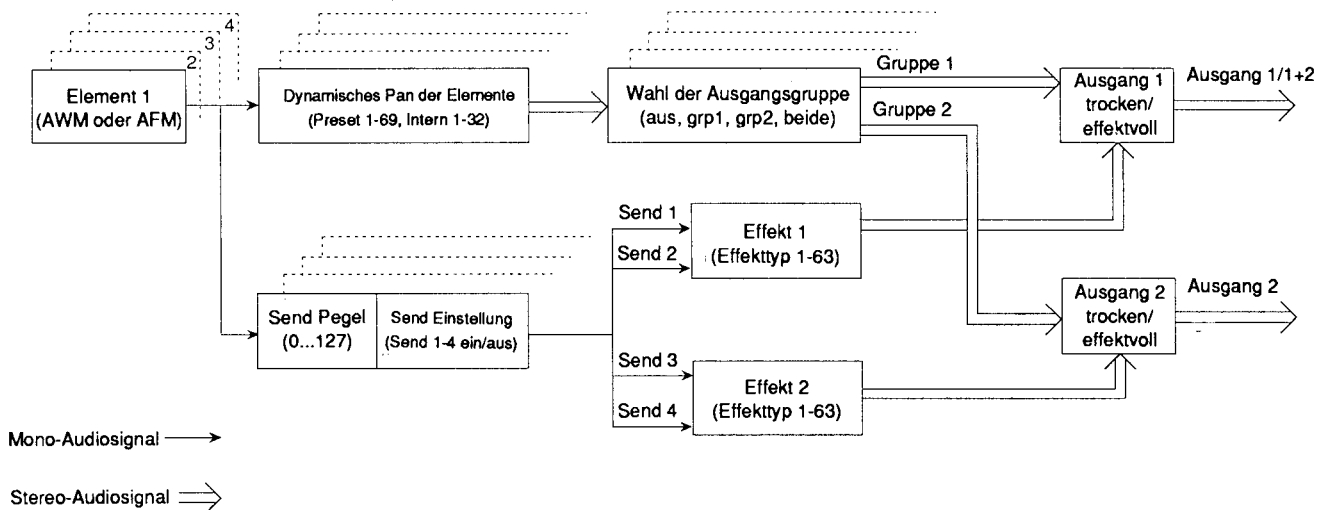 4
3
2
Element 1
(AWM oder AFM)
Dynamisches Pan der Elemente
(Preset 1-69, Intern 1-32)
Wahl der Ausgangsgruppe
(aus, grp1, grp2, beide)
Gruppe 1
Gruppe 2
Ausgang 1
trocken/
effektvoll
Ausgang 1/1+2
Send Pegel
(0...127)
Send Einstellung
(Send 1-4 ein/aus)
Send 1
Send 2
Effekt 1
(Effekttyp 1-63)
Send 3
Send 4
Effekt 2
(Effekttyp 1-63)
Ausgang 2
trocken/
effektvoll
Ausgang 2
Mono-Audiosignal
Stereo-Audiosignal